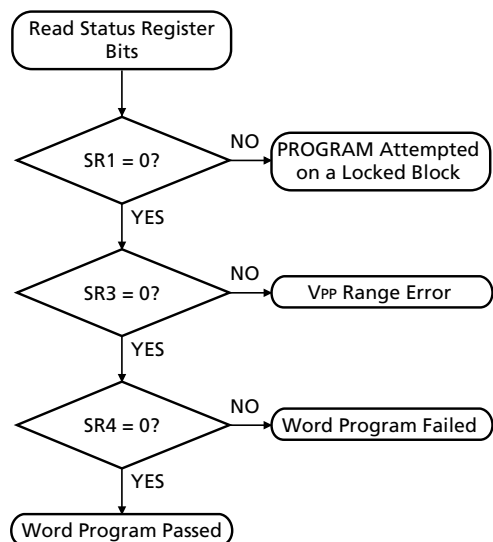 Read Status Register
Bits
SR1 = 0?
NO
PROGRAM Attempted
on a Locked Block
YES
SR3 = 0?
NO
VPP Range Error
YES
SR4 = 0?
NO
Word Program Failed
YES
Word Program Passed